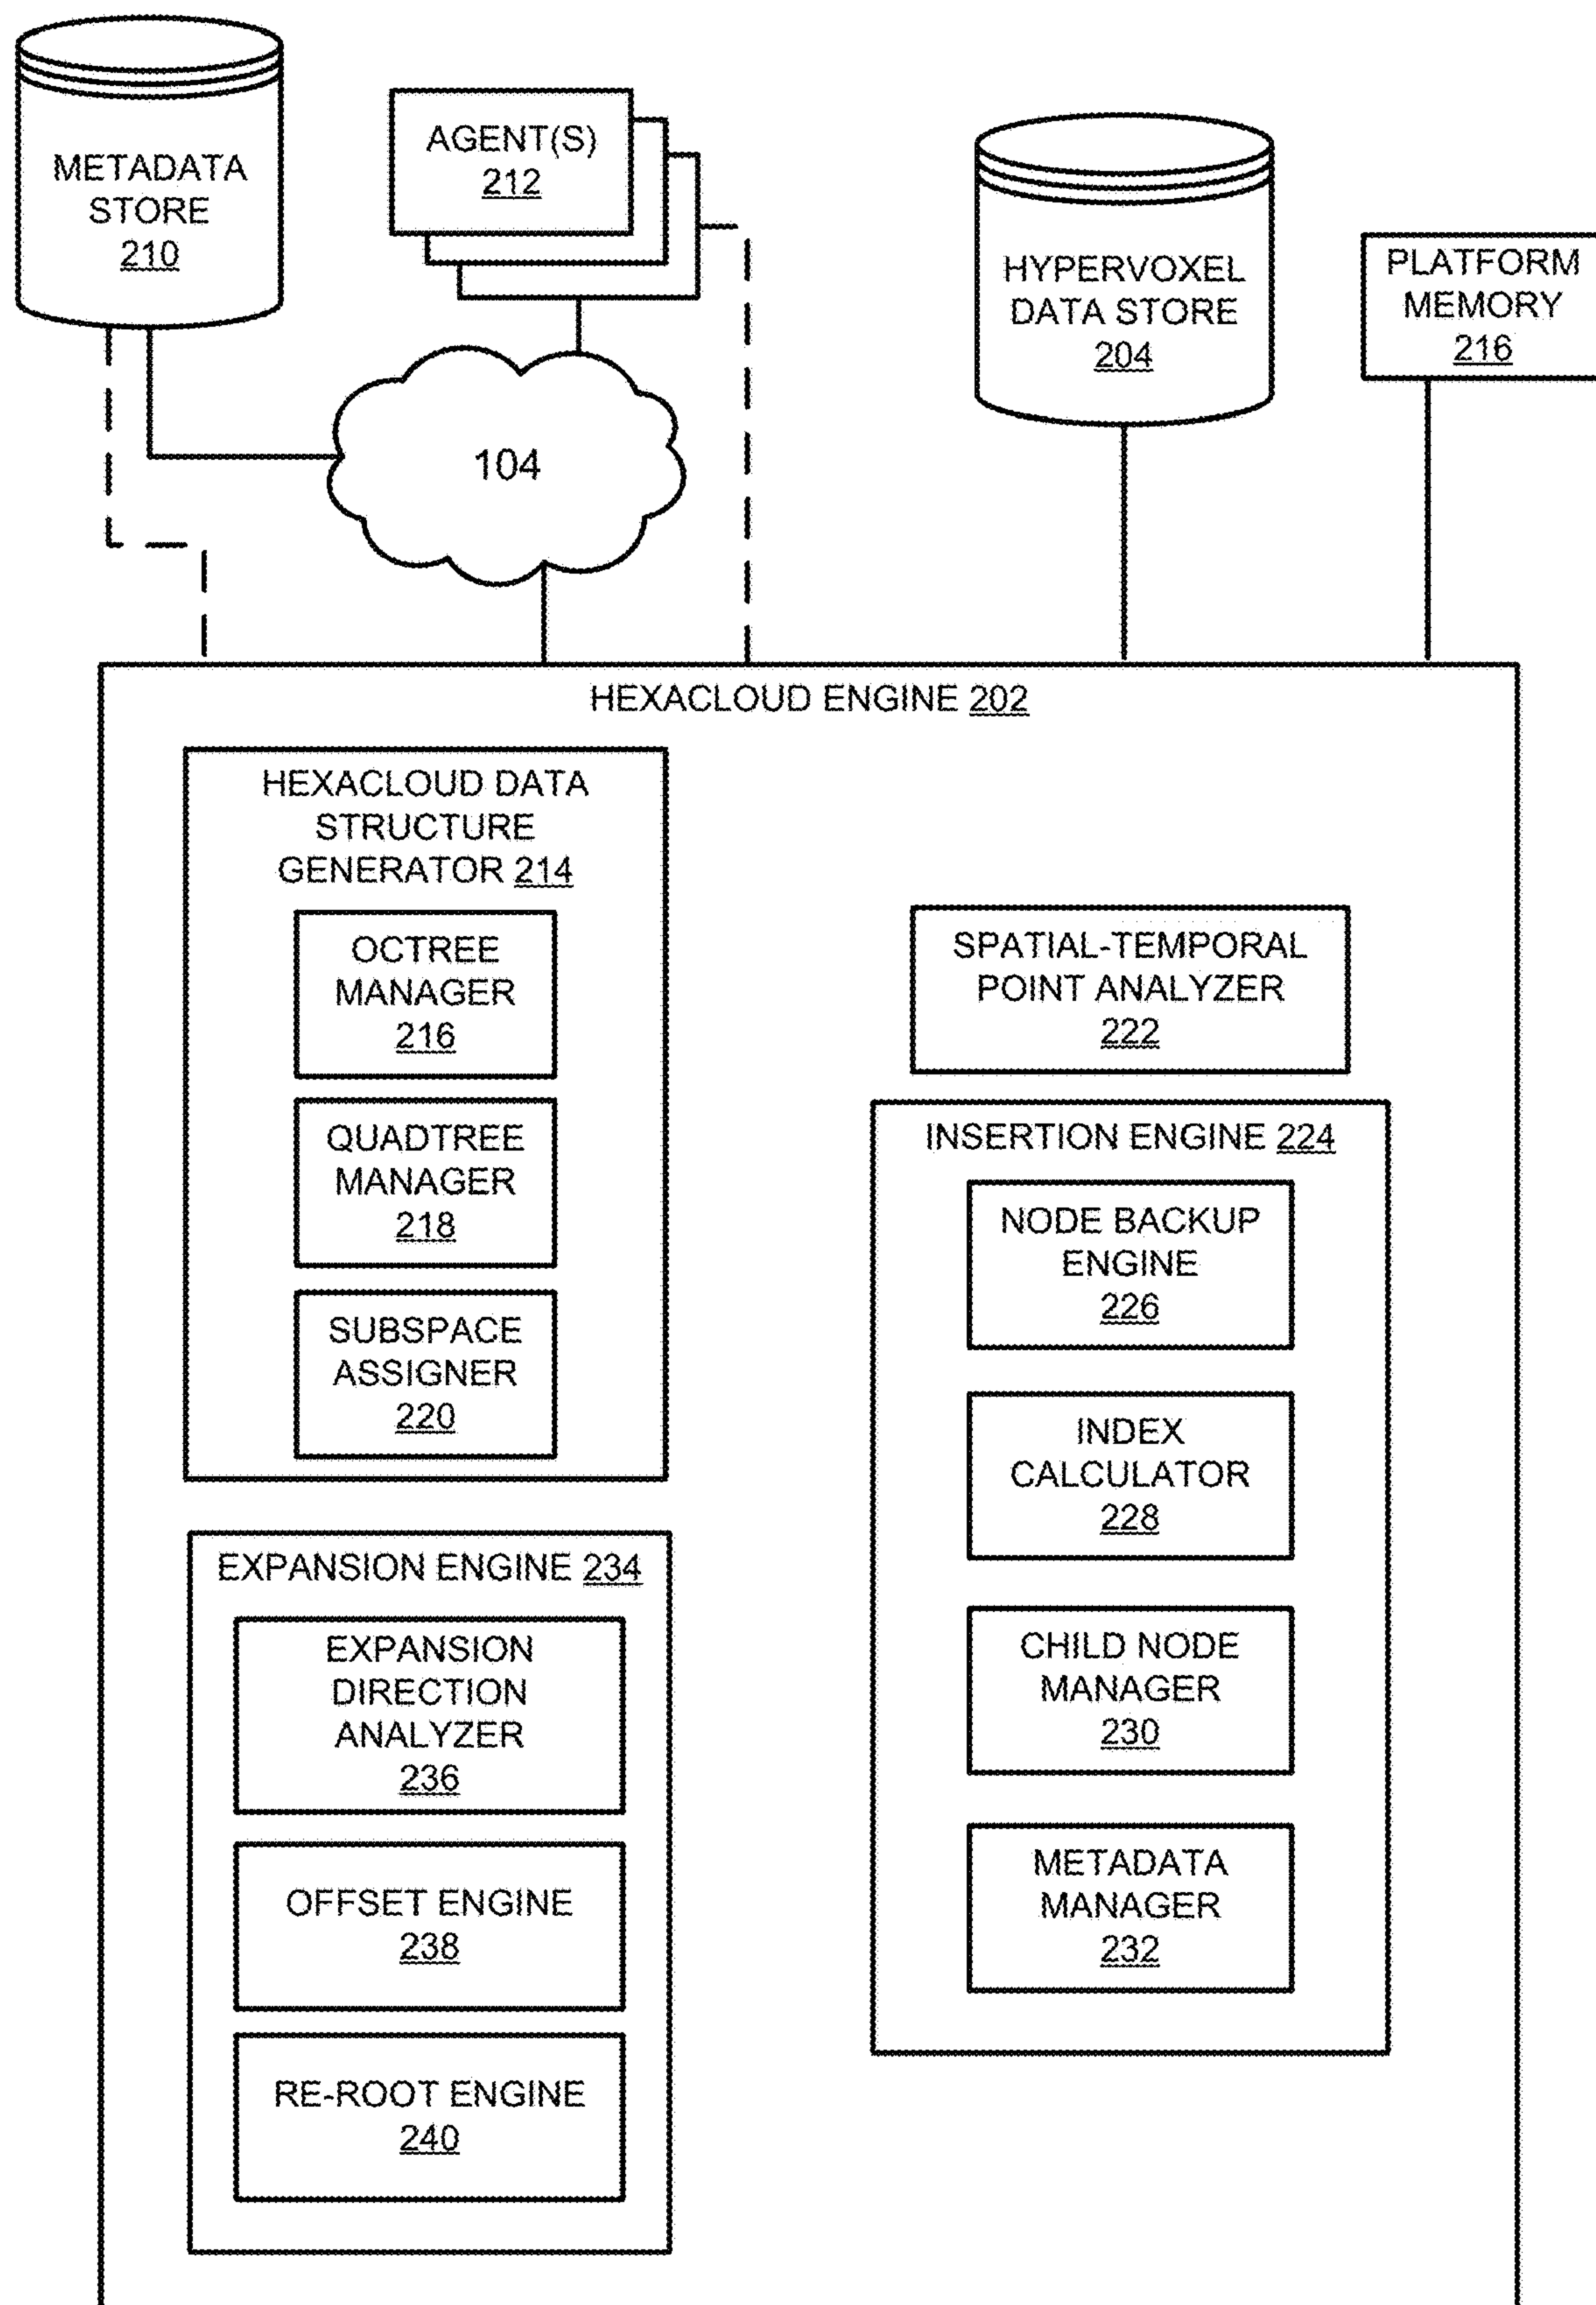 METADATA
STORE
210
AGENT(S)
212
HYPERVOXEL
DATA STORE
204
PLATFORM
MEMORY
216
104
HEXACLOUD ENGINE 202
HEXACLOUD DATA
STRUCTURE
GENERATOR 214
OCTREE
MANAGER
216
QUADTREE
MANAGER
218
SUBSPACE
ASSIGNER
220
SPATIAL-TEMPORAL
POINT ANALYZER
222
INSERTION ENGINE 224
NODE BACKUP
ENGINE
226
INDEX
CALCULATOR
228
CHILD NODE
MANAGER
230
METADATA
MANAGER
232
EXPANSION ENGINE 234
EXPANSION
DIRECTION
ANALYZER
236
OFFSET ENGINE
238
RE-ROOT ENGINE
240